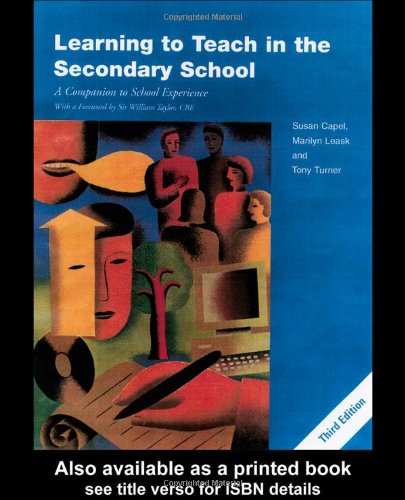 Copyrighted Material
Learning to Teach in the
Secondary School
A Companion to School Experience
With a Foreword by Sir William Taylor, CBE
Susan Capel,
Marilyn Leask
and
Tony Turner
Third Edition
Copyrighted Material
Also available as a printed book
see title verso for ISBN details